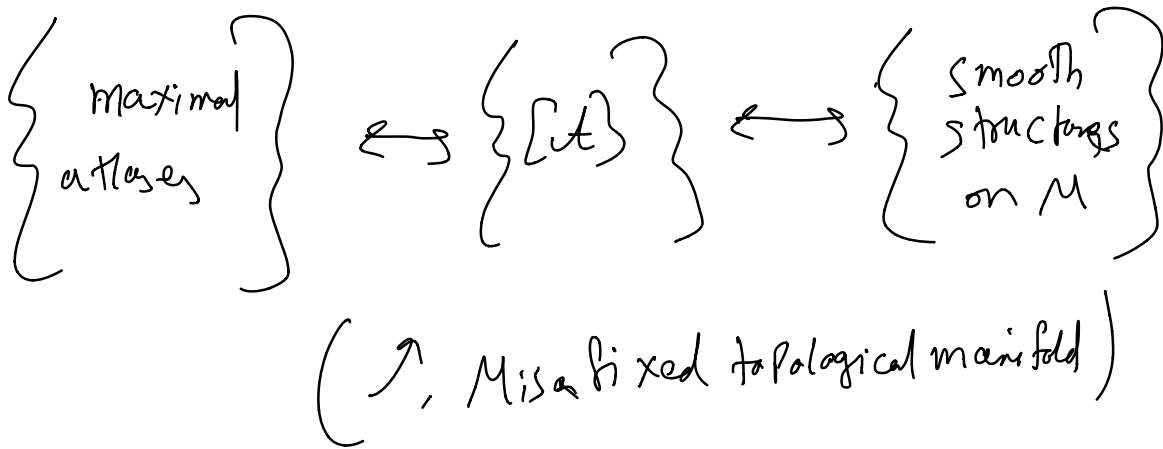 { maximal atlases } ↔ { [A] } ↔ { smooth structures on M }
( ↗, M is a fixed topological manifold )